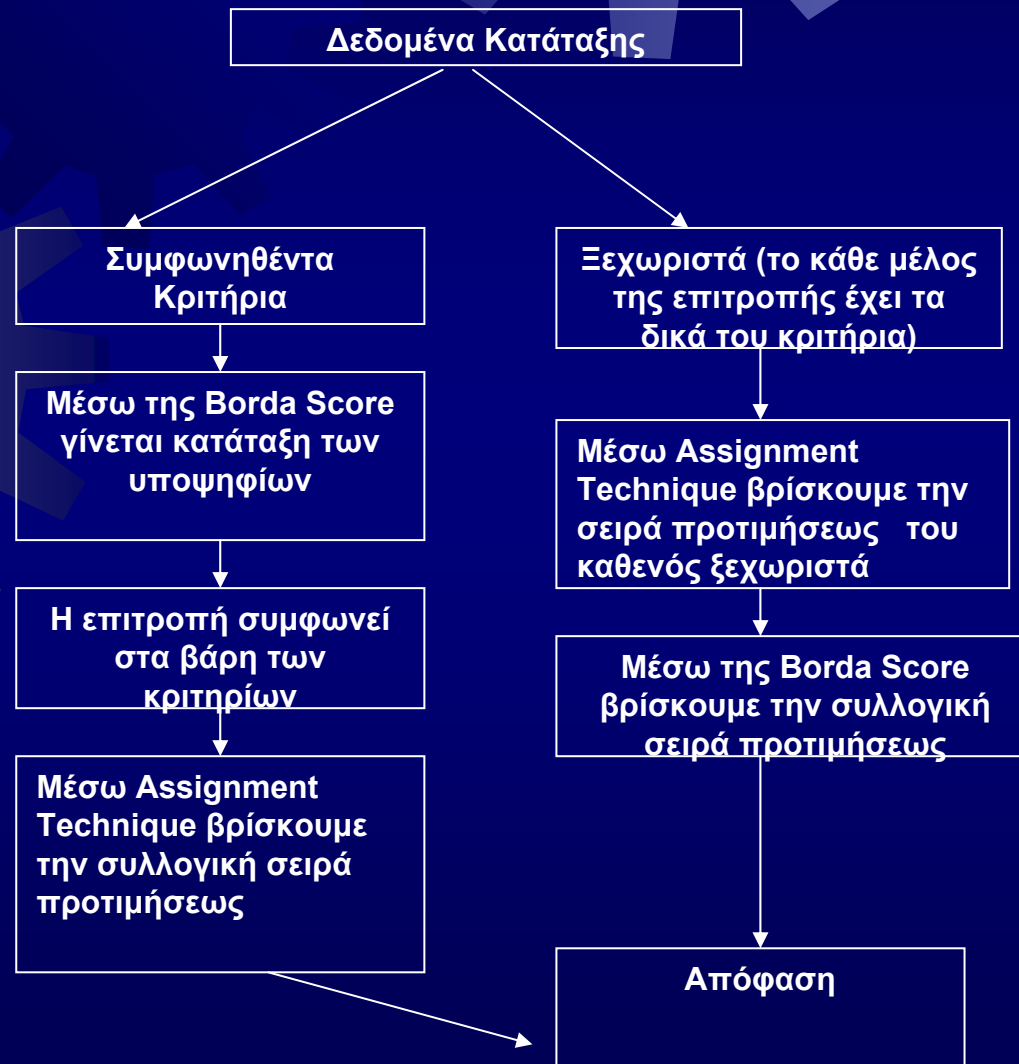 Δεδομένα Κατάταξης
Συμφωνηθέντα
Κριτήρια
Μέσω της Borda Score
γίνεται κατάταξη των
υποψηφίων
Η επιτροπή συμφωνεί
στα βάρη των
κριτηρίων
Μέσω Assignment
Technique βρίσκουμε
την συλλογική σειρά
προτιμήσεως
Ξεχωριστά (το κάθε μέλος
της επιτροπής έχει τα
δικά του κριτήρια)
Μέσω Assignment
Technique βρίσκουμε την
σειρά προτιμήσεως του
καθενός ξεχωριστά
Μέσω της Borda Score
βρίσκουμε την συλλογική
σειρά προτιμήσεως
Απόφαση